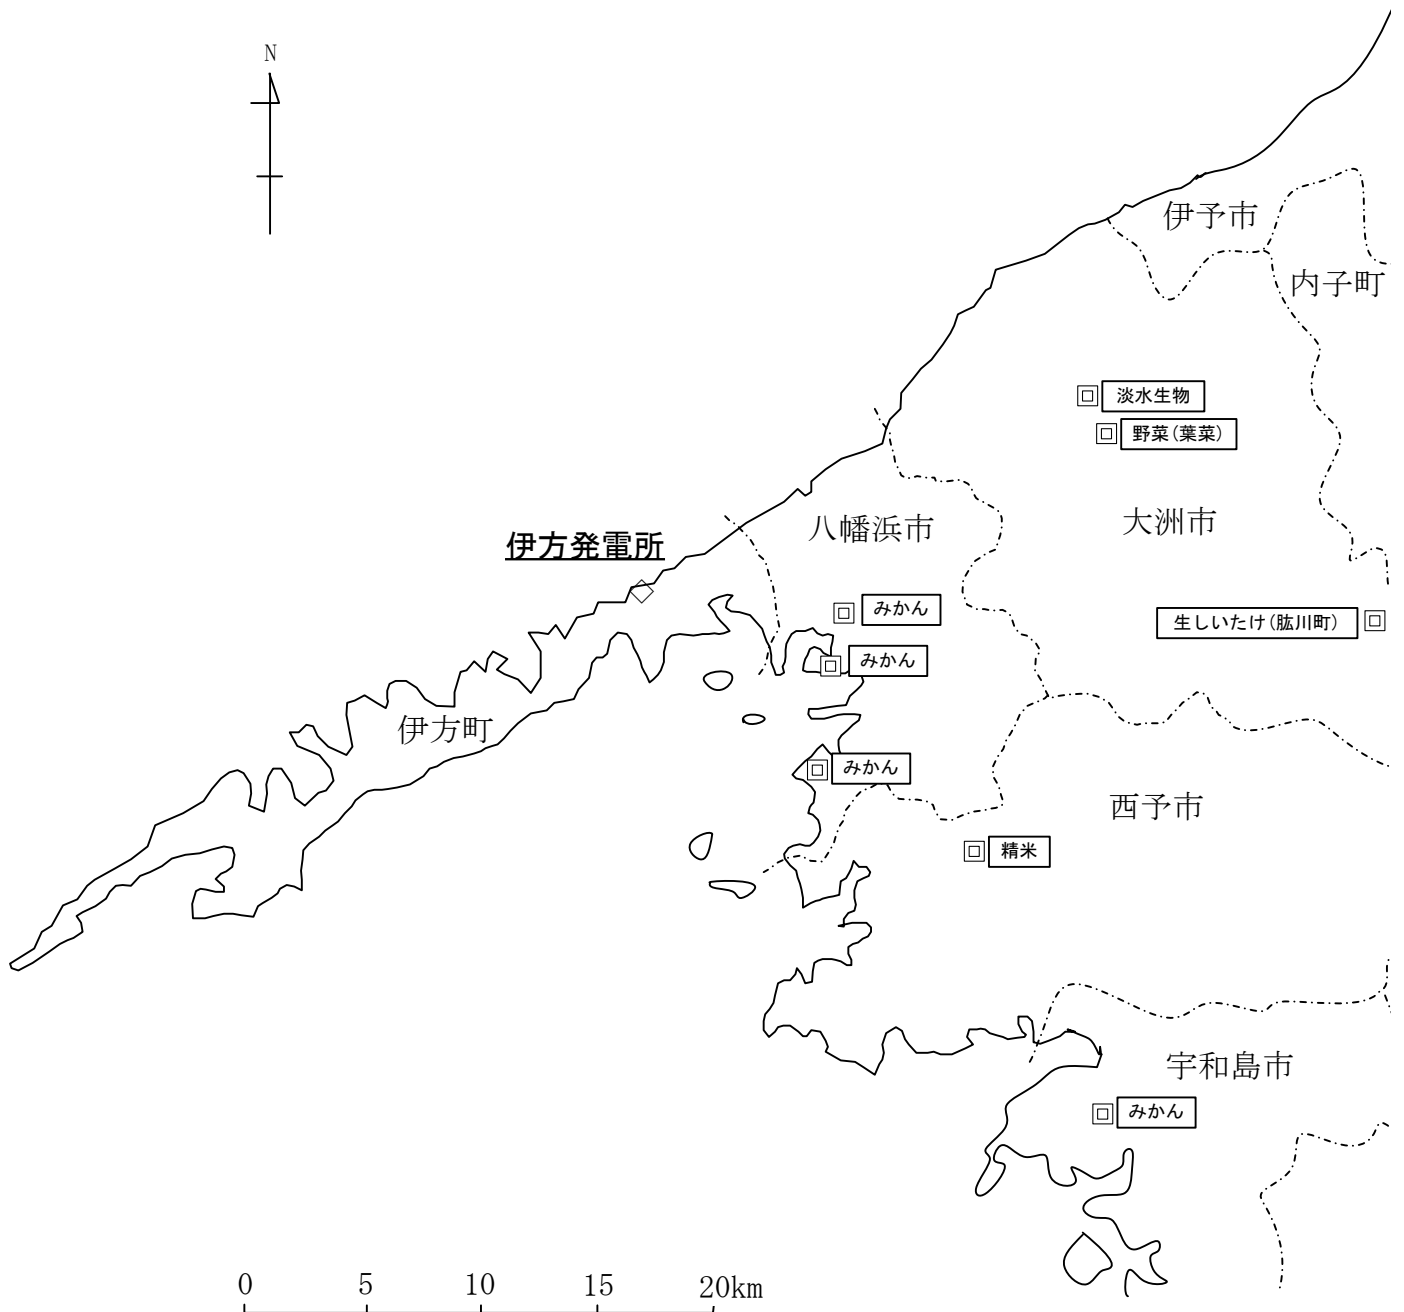 N
伊予市
内子町
淡水生物
野菜(葉菜)
大洲市
八幡浜市
伊方発電所
みかん
生しいたけ(肱川町)
みかん
伊方町
みかん
西予市
精米
宇和島市
みかん
0 5 10 15 20km